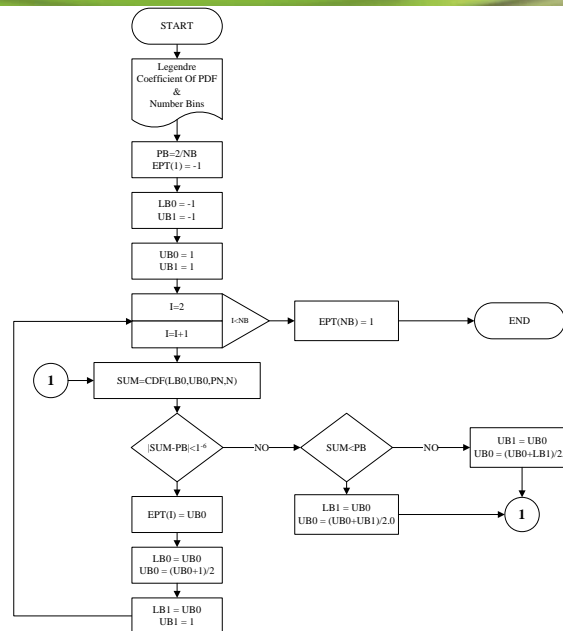 START
Legendre
Coefficient Of PDF
&
Number Bins
PB=2/NB
EPT(1) = -1
LB0 = -1
UB1 = -1
UB0 = 1
UB1 = 1
I=2
I=I+1
I<NB
EPT(NB) = 1
END
1
SUM=CDF(LB0,UB0,PN,N)
|SUM-PB|<1-6
NO
SUM<PB
NO
UB1 = UB0
UB0 = (UB0+LB1)/2.
EPT(I) = UB0
LB1 = UB0
UB0 = (UB0+UB1)/2.0
1
LB0 = UB0
UB0 = (UB0+1)/2
LB1 = UB0
UB1 = 1